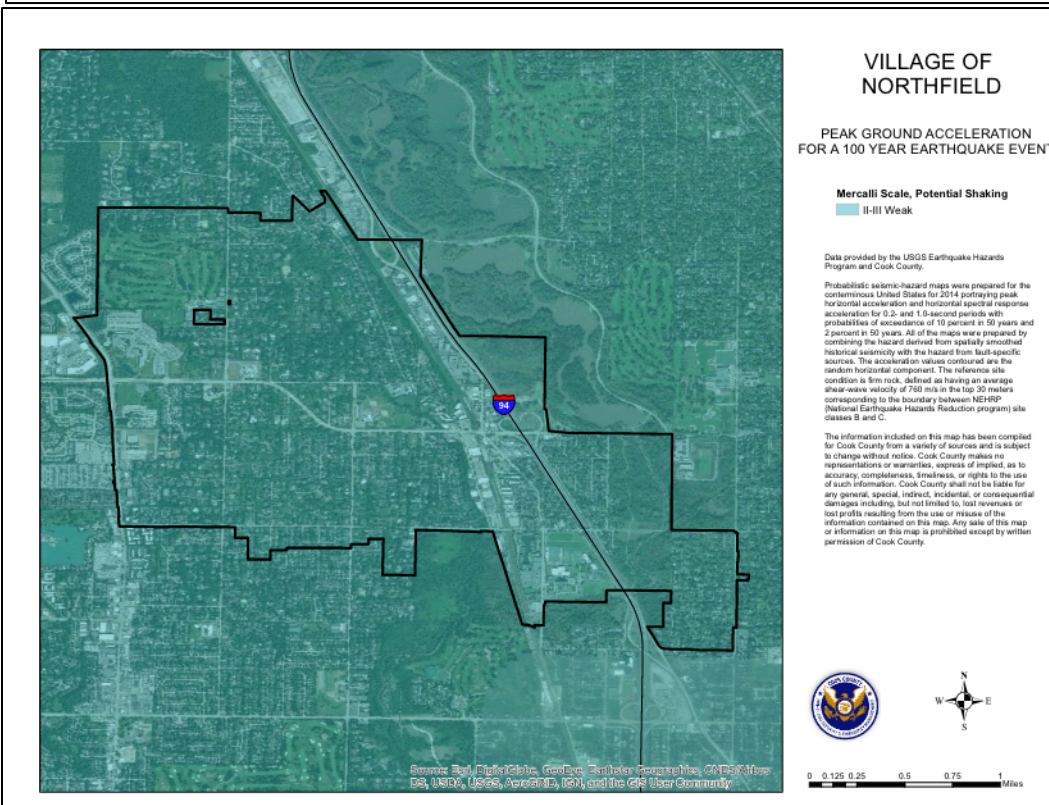 VILLAGE OF
NORTHFIELD
PEAK GROUND ACCELERATION
FOR A 100 YEAR EARTHQUAKE EVENT
Mercalli Scale, Potential Shaking
II-III Weak
Data provided by the USGS Earthquake Hazards
Program and Cook County.
Probabilistic seismic-hazard maps were prepared for the
conterminous United States for 2014 portraying peak
horizontal acceleration and horizontal spectral response
acceleration for 0.2- and 1.0-second periods with
probabilities of exceedance of 10 percent in 50 years and
2 percent in 50 years. All of the maps were prepared by
combining the hazard derived from spatially smoothed
historical seismicity with the hazard from fault-specific
sources. The acceleration values contoured are the
random horizontal component. The reference site
condition is firm rock, defined as having an average
shear-wave velocity of 760 m/s in the top 30 meters
corresponding to the boundary between NEHRP
(National Earthquake Hazards Reduction program) site
classes B and C.
The information included on this map has been compiled
for Cook County from a variety of sources and is subject
to change without notice. Cook County makes no
representations or warranties, express of implied, as to
accuracy, completeness, timeliness, or rights to the use
of such information. Cook County shall not be liable for
any general, special, indirect, incidental, or consequential
damages including, but not limited to, lost revenues or
lost profits resulting from the use or misuse of the
information contained on this map. Any sale of this map
or information on this map is prohibited except by written
permission of Cook County.
94
COOK COUNTY
N
W E
S
Source: Esri, DigitalGlobe, GeoEye, Earthstar Geographics, CNES/Airbus
DS, USDA, USGS, AeroGRID, IGN, and the GIS User Community
0 0.125 0.25 0.5 0.75 1
Miles